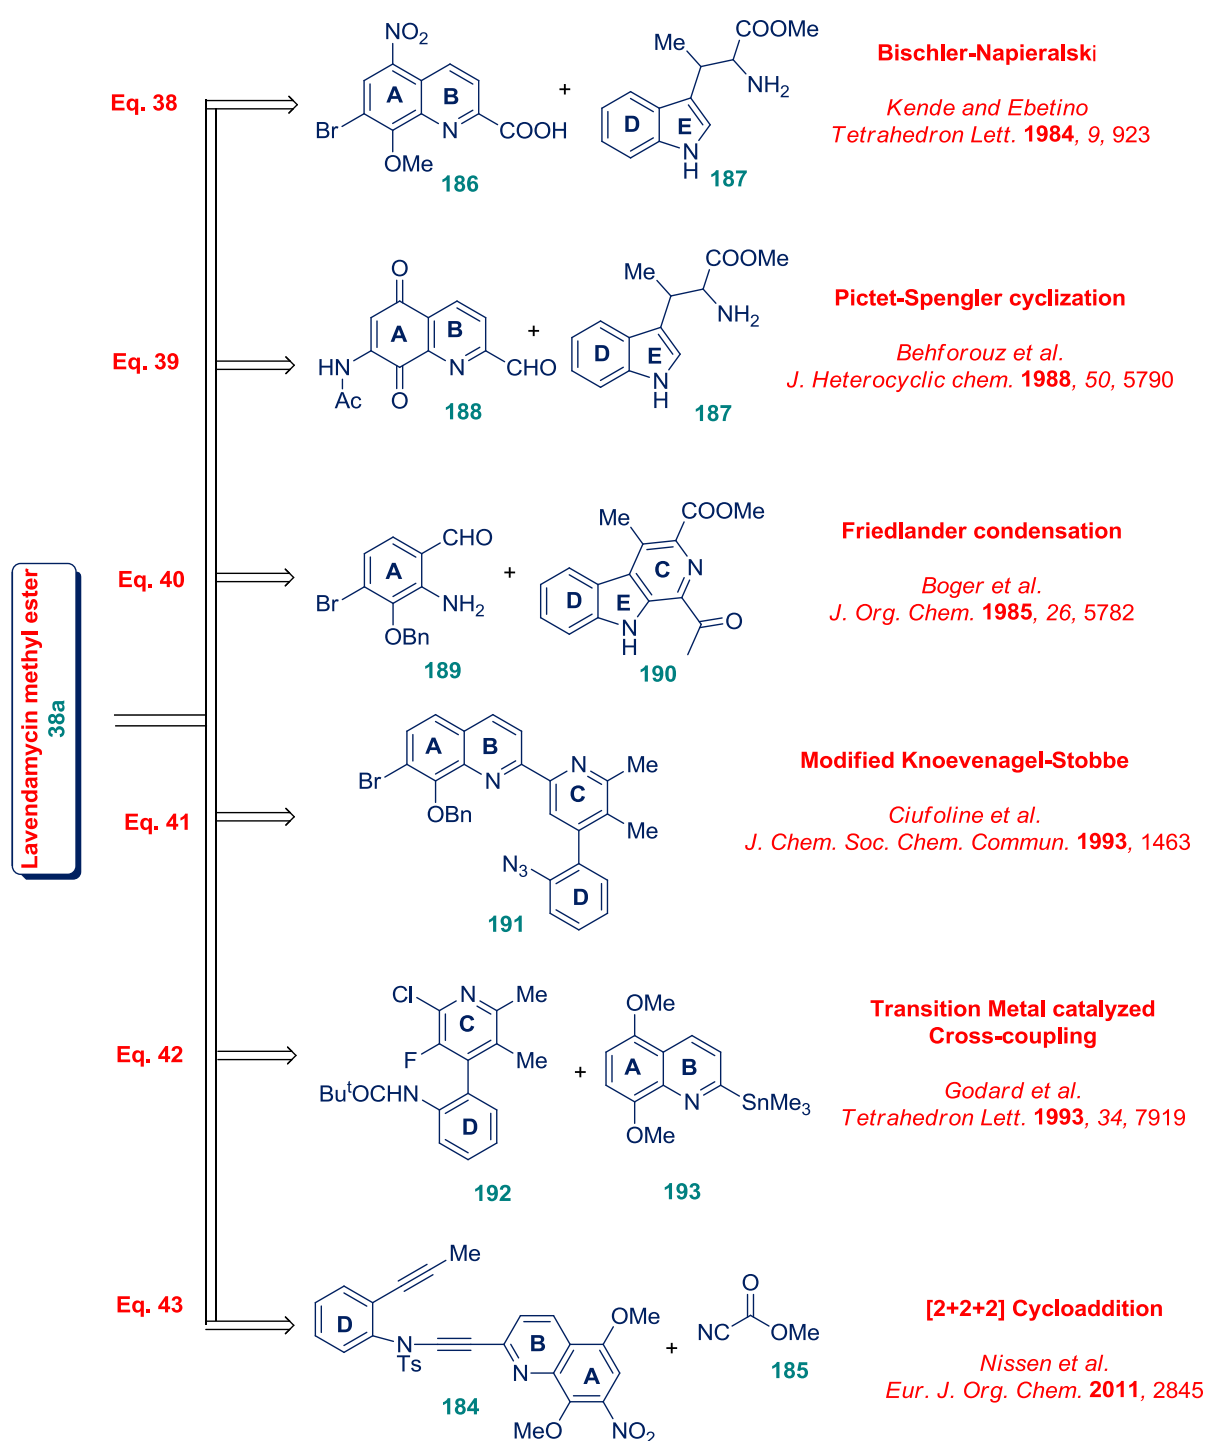 Lavendamycin methyl ester
38a
Eq. 38
NO2
A
B
Br
N
COOH
OMe
186
+
COOMe
Me
NH2
D
E
N
H
187
Bischler-Napieralski
Kende and Ebetino
Tetrahedron Lett. 1984, 9, 923
Eq. 39
O
A
B
HN
N
CHO
Ac
O
188
+
COOMe
Me
NH2
D
E
N
H
187
Pictet-Spengler cyclization
Behforouz et al.
J. Heterocyclic chem. 1988, 50, 5790
Eq. 40
CHO
A
Br
NH2
OBn
189
+
COOMe
Me
C
N
D
E
N
H
O
190
Friedlander condensation
Boger et al.
J. Org. Chem. 1985, 26, 5782
Eq. 41
A
B
Br
N
OBn
N
Me
C
Me
N3
D
191
Modified Knoevenagel-Stobbe
Ciufoline et al.
J. Chem. Soc. Chem. Commun. 1993, 1463
Eq. 42
Cl
N
Me
C
F
Me
ButOCHN
D
192
+
OMe
A
B
N
SnMe3
OMe
193
Transition Metal catalyzed
Cross-coupling
Godard et al.
Tetrahedron Lett. 1993, 34, 7919
Eq. 43
Me
D
N
Ts
B
OMe
N
A
MeO
NO2
184
+
O
NC
OMe
185
[2+2+2] Cycloaddition
Nissen et al.
Eur. J. Org. Chem. 2011, 2845